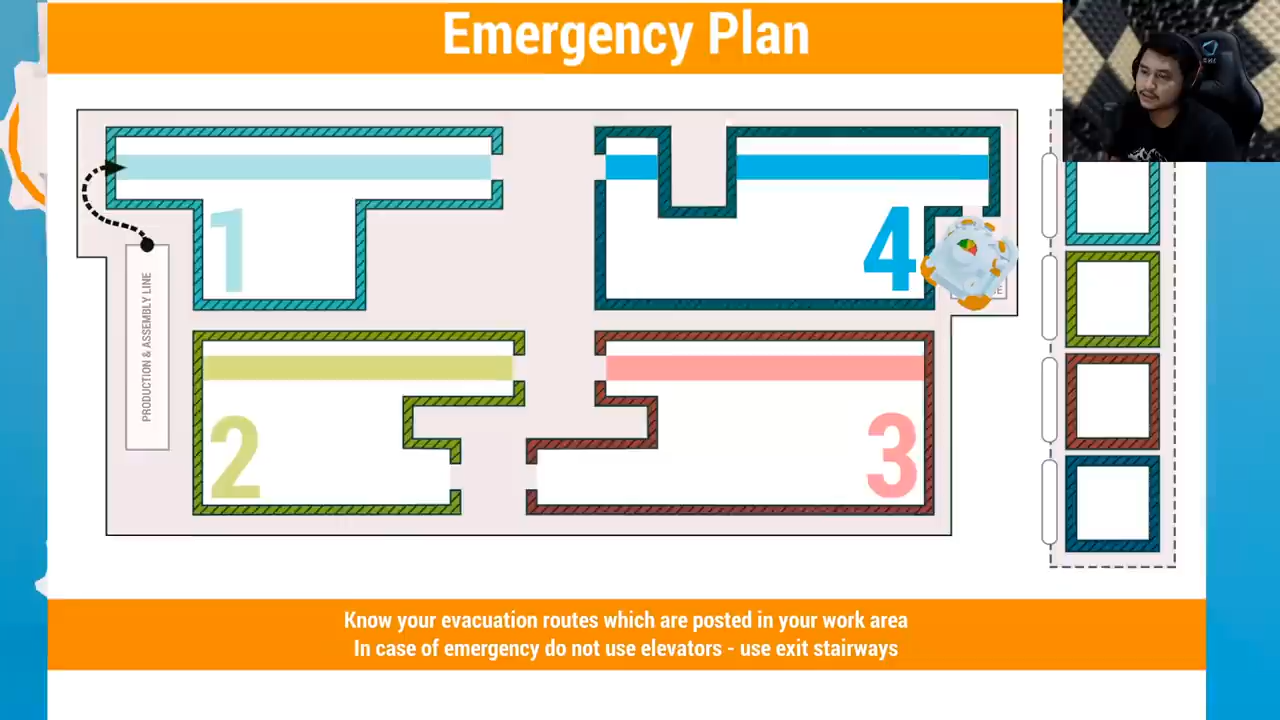 Emergency Plan
1
4
PRODUCTION & ASSEMBLY LINE
2
3
Know your evacuation routes which are posted in your work area
In case of emergency do not use elevators - use exit stairways